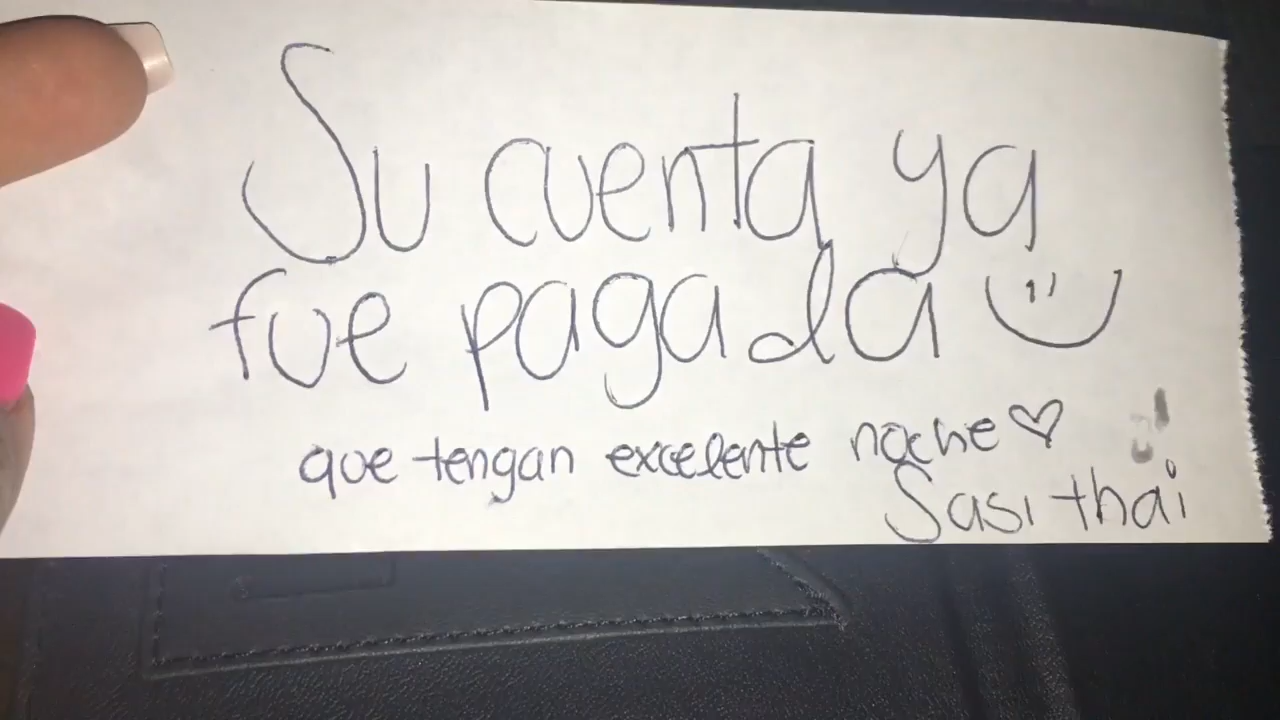 Su cuenta ya
fue pagada
que tengan excelente noche
Sasi thai